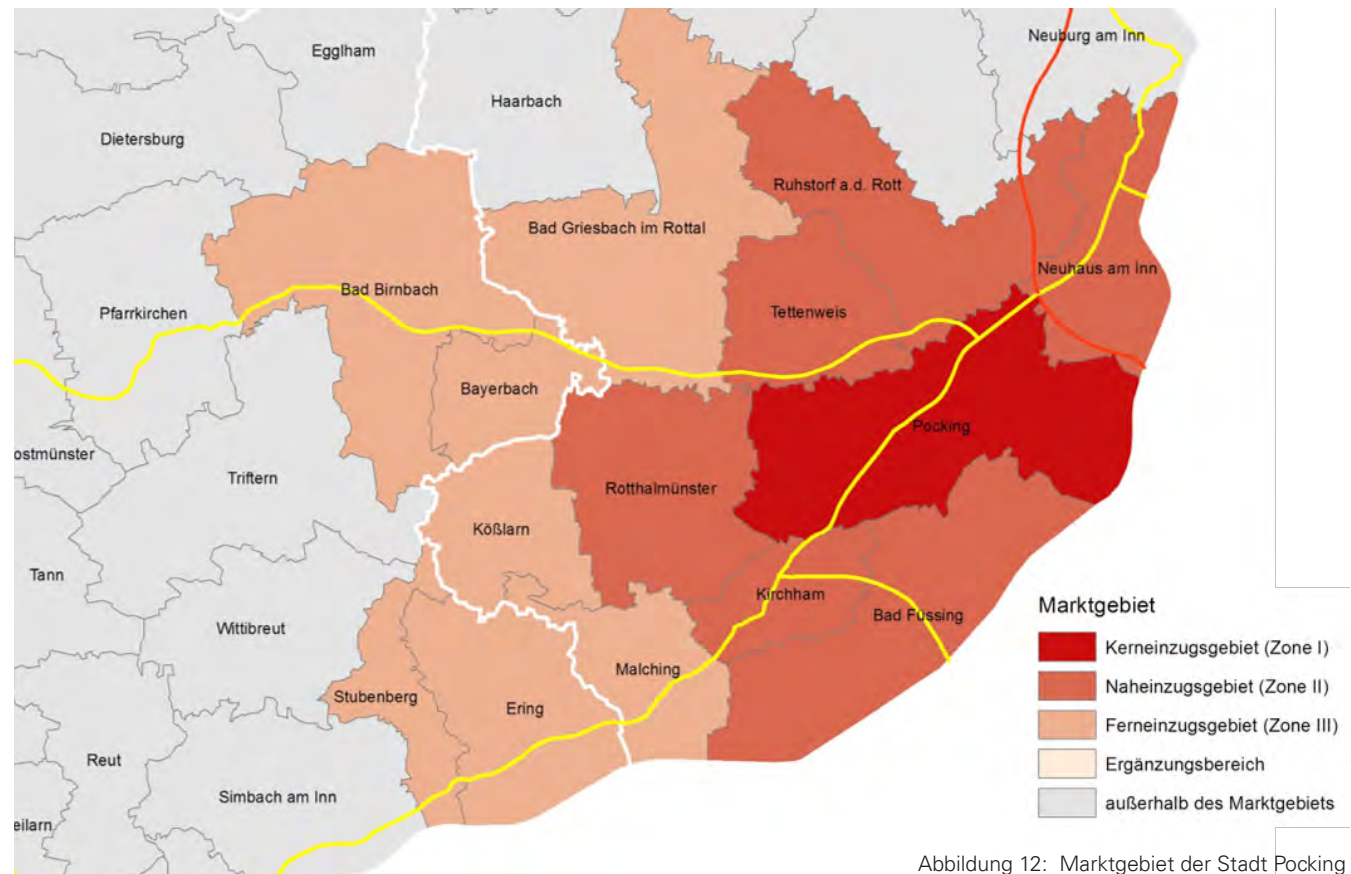 Egglham
Neuburg am Inn
Haarbach
Dietersburg
Ruhstorf a.d. Rott
Bad Griesbach im Rottal
Neuhaus am Inn
Bad Birnbach
Pfarrkirchen
Tettenweis
Bayerbach
Pocking
ostmünster
Triftern
Rotthalmünster
Kößlarn
Tann
Kirchham
Bad Füssing
Wittibreut
Malching
Stubenberg
Ering
Reut
Simbach am Inn
eilarn
Marktgebiet
Kerneinzugsgebiet (Zone I)
Naheinzugsgebiet (Zone II)
Ferneinzugsgebiet (Zone III)
Ergänzungsbereich
außerhalb des Marktgebiets
Abbildung 12: Marktgebiet der Stadt Pocking